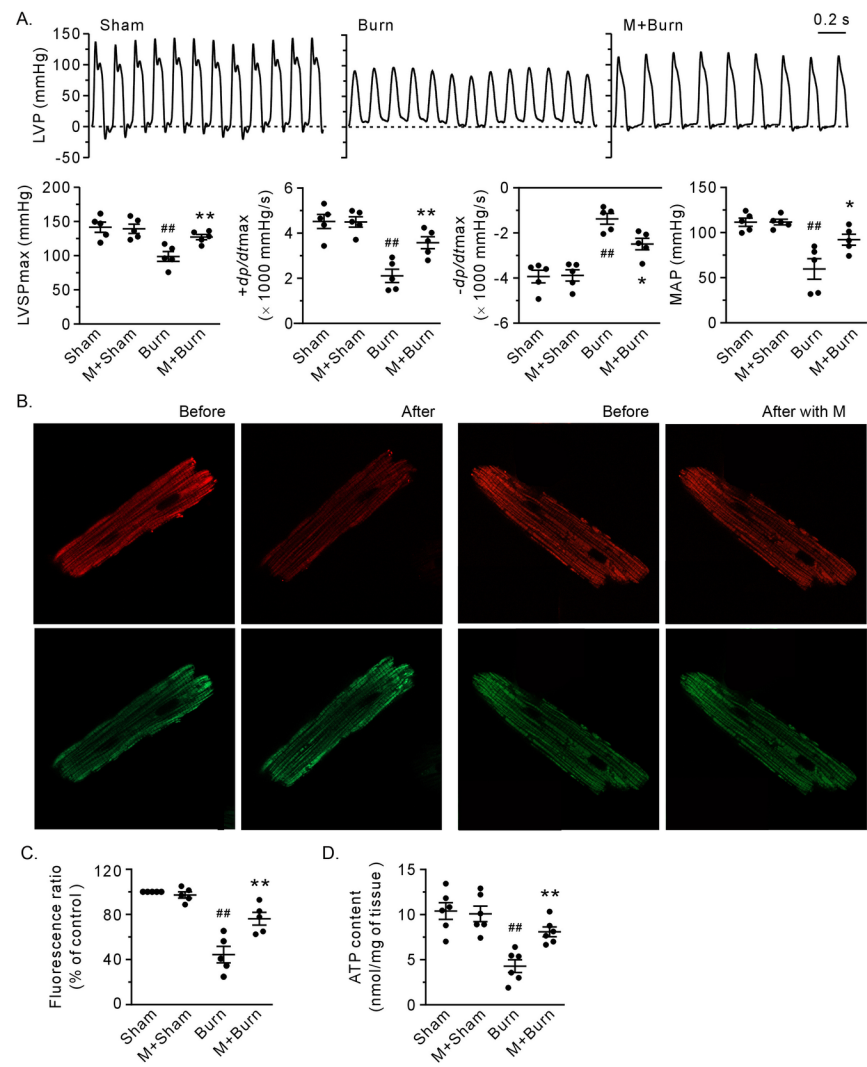 A.
Sham
Burn
M+Burn
0.2 s
LVP (mmHg)
150
100
50
0
-50
LVSPmax (mmHg)
200
150
100
50
0
##
**
Sham
M+Sham
Burn
M+Burn
+dp/dtmax
(× 1000 mmHg/s)
6
4
2
0
##
**
Sham
M+Sham
Burn
M+Burn
-dp/dtmax
(× 1000 mmHg/s)
-0
-2
-4
-6
##
*
Sham
M+Sham
Burn
M+Burn
MAP (mmHg)
150
100
50
0
##
*
Sham
M+Sham
Burn
M+Burn
B.
Before
After
Before
After with M
C.
Fluorescence ratio
(% of control)
120
80
40
0
##
**
Sham
M+Sham
Burn
M+Burn
D.
ATP content
(nmol/mg of tissue)
15
10
5
0
##
**
Sham
M+Sham
Burn
M+Burn